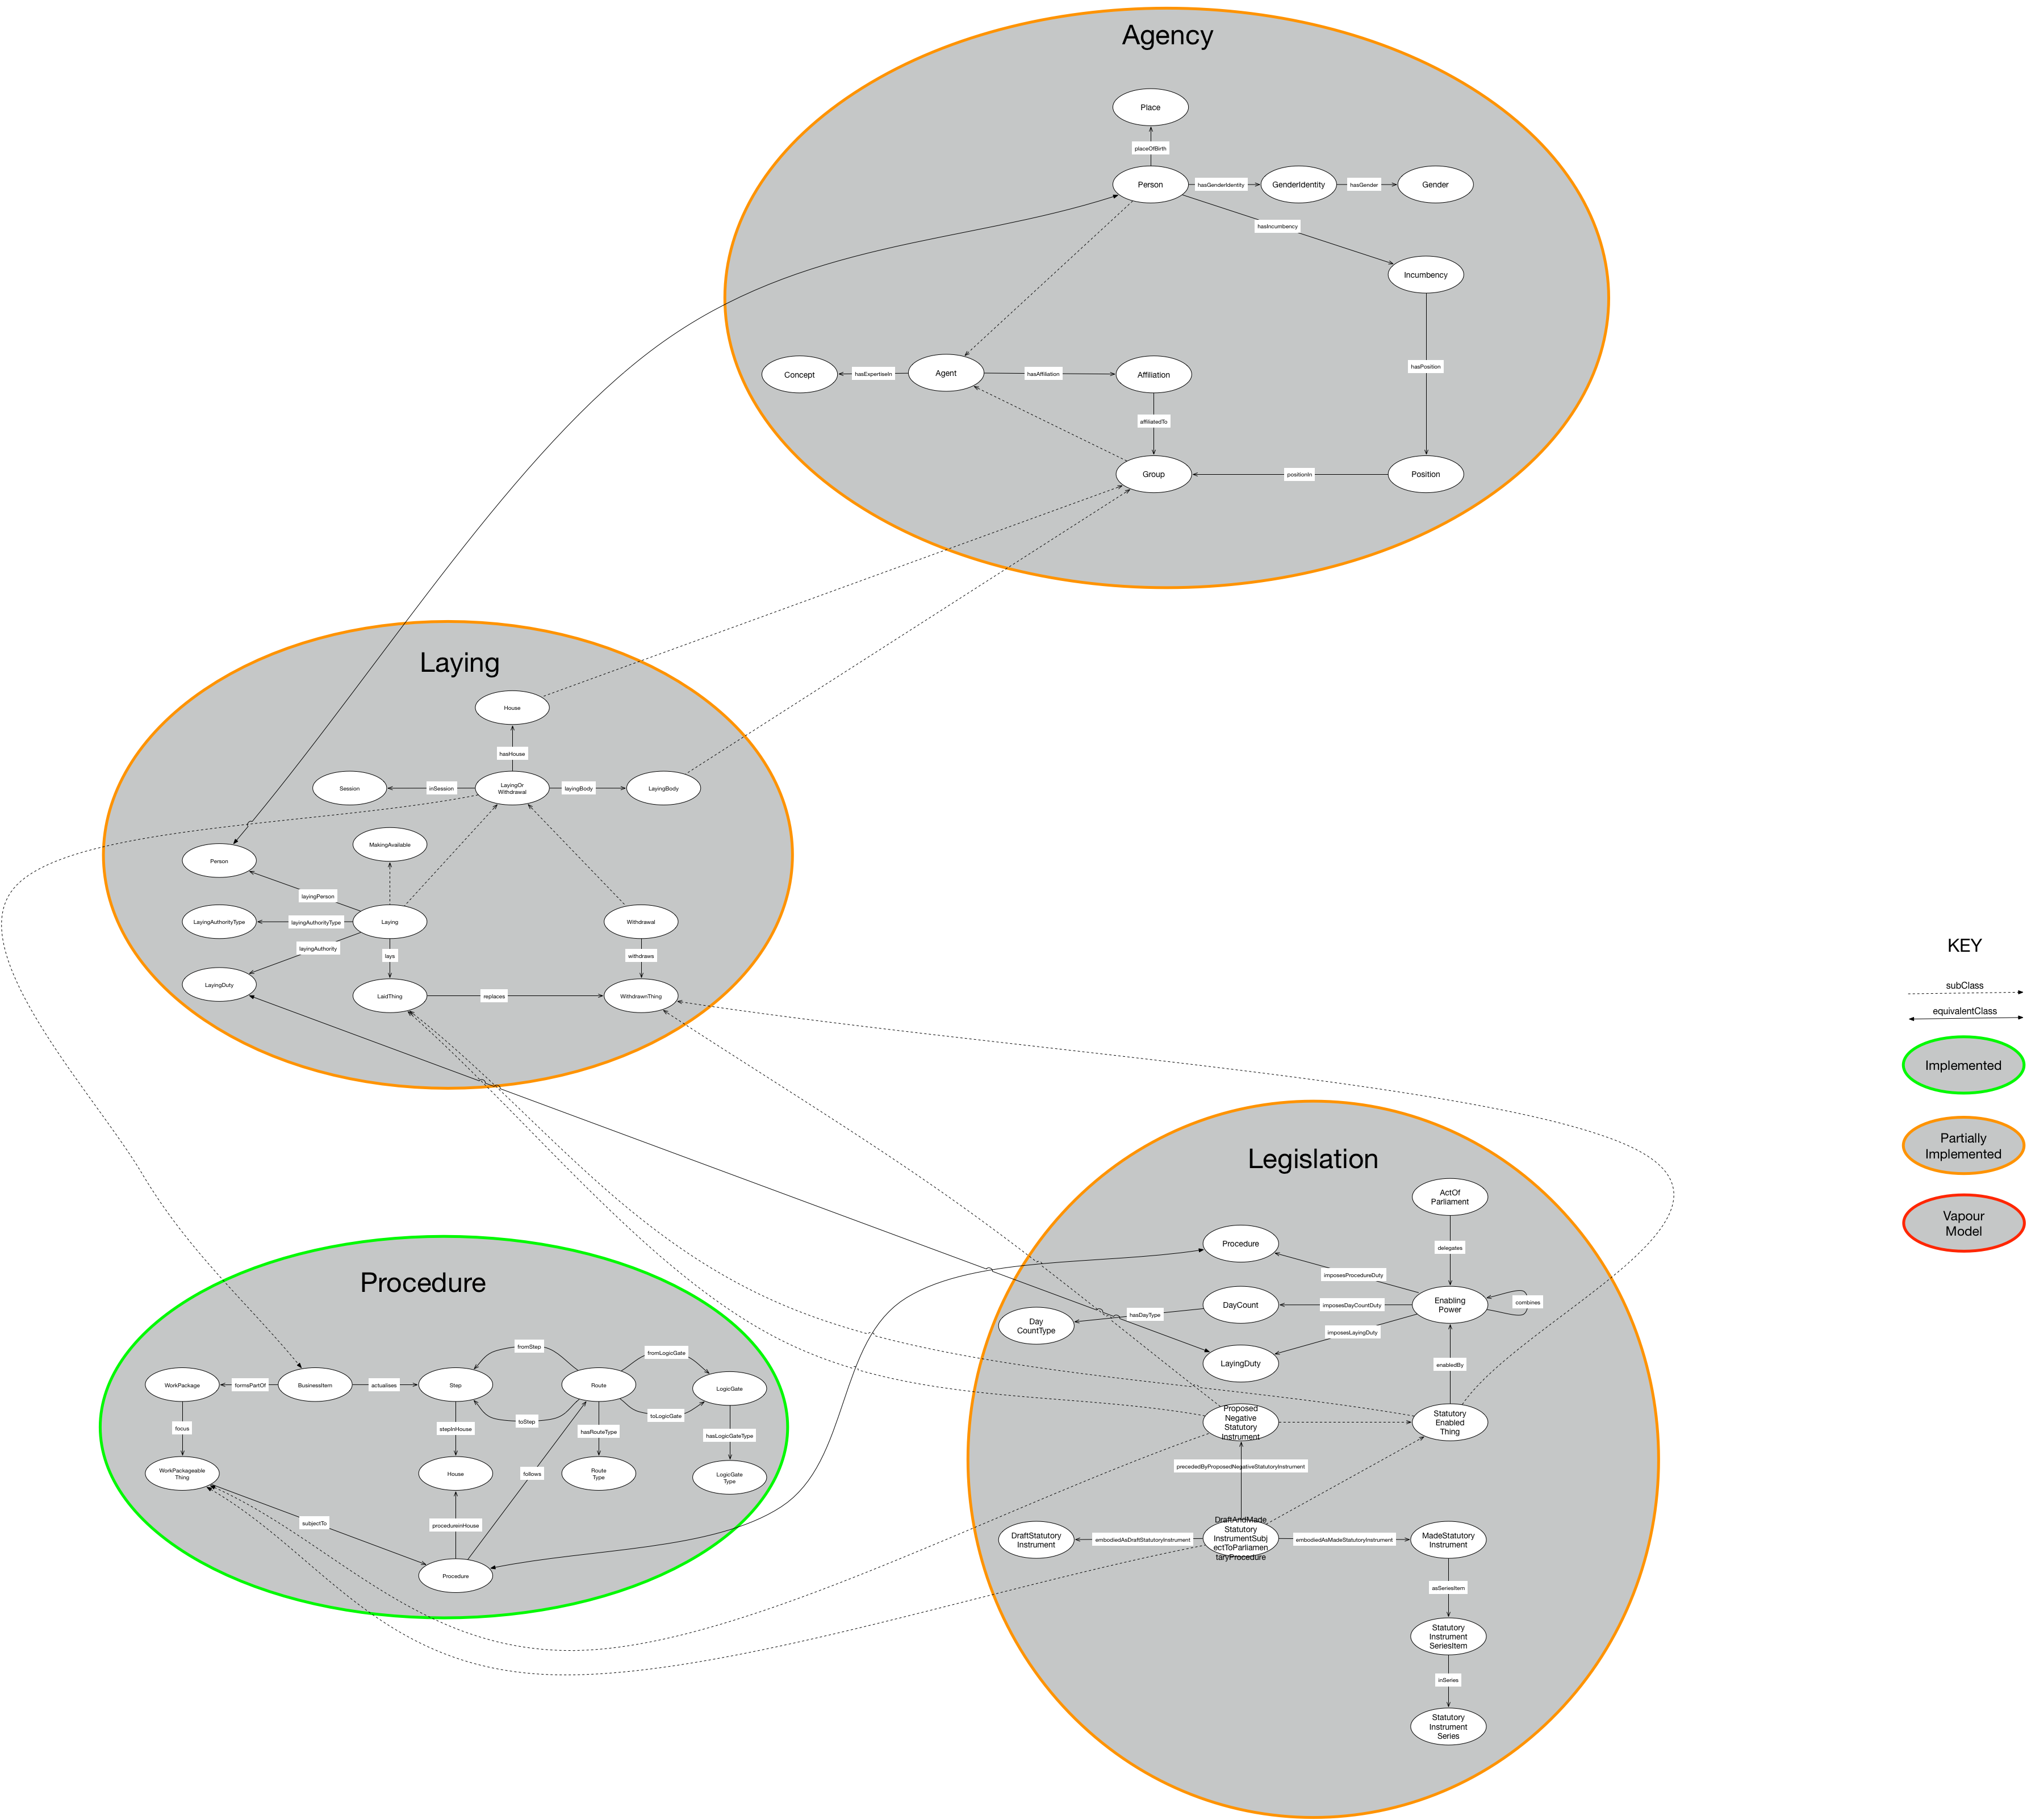 Agency
Place
placeOfBirth
Person
hasGenderIdentity
GenderIdentity
hasGender
Gender
hasIncumbency
Incumbency
hasPosition
Concept
hasExpertiseIn
Agent
hasAffiliation
Affiliation
affiliatedTo
Group
positionIn
Position
Laying
House
hasHouse
Session
inSession
LayingOr
Withdrawal
layingBody
LayingBody
MakingAvailable
Person
layingPerson
LayingAuthorityType
layingAuthorityType
Laying
Withdrawal
layingAuthority
lays
withdraws
LayingDuty
LaidThing
replaces
WithdrawnThing
KEY
subClass
equivalentClass
Implemented
Partially
Implemented
Vapour
Model
Legislation
ActOf
Parliament
delegates
Procedure
imposesProcedureDuty
Enabling
Power
combines
DayCount
imposesDayCountDuty
hasDayType
Day
CountType
imposesLayingDuty
LayingDuty
enabledBy
Proposed
Negative
Statutory
Instrument
Statutory
Enabled
Thing
precededByProposedNegativeStatutoryInstrument
DraftStatutory
Instrument
embodiedAsDraftStatutoryInstrument
DraftAndMade
Statutory
InstrumentSubj
ectToParliamen
taryProcedure
embodiedAsMadeStatutoryInstrument
MadeStatutory
Instrument
asSeriesItem
Statutory
Instrument
SeriesItem
inSeries
Statutory
Instrument
Series
Procedure
fromStep
fromLogicGate
WorkPackage
formsPartOf
BusinessItem
actualises
Step
Route
LogicGate
toStep
toLogicGate
focus
stepInHouse
hasRouteType
hasLogicGateType
WorkPackageable
Thing
House
follows
Route
Type
LogicGate
Type
subjectTo
procedureinHouse
Procedure